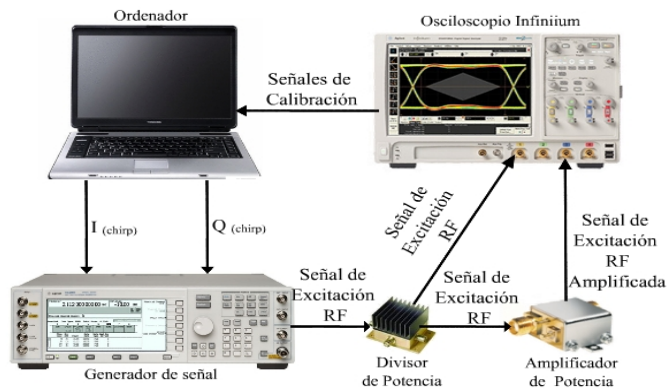 Ordenador
Osciloscopio Infiniium
Señales de
Calibración
I (chirp)
Q (chirp)
Señal de
Excitación
RF
Señal de
Excitación
RF
Señal de
Excitación
RF
Señal de
Excitación
RF
Amplificada
Generador de señal
Divisor
de Potencia
Amplificador
de Potencia